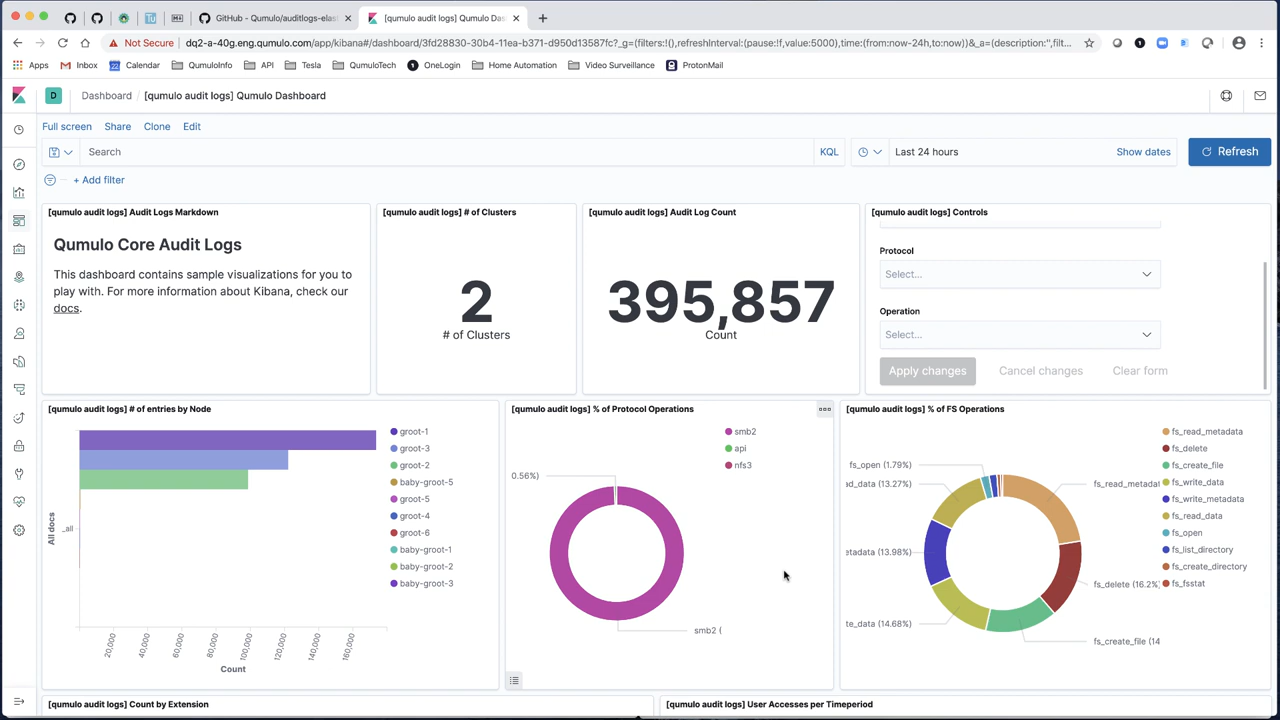 GitHub - Qumulo/auditlogs-elas
[qumulo audit logs] Qumulo Das
Not Secure
dq2-a-40g.eng.qumulo.com/app/kibana#/dashboard/3fd28830-30b4-11ea-b371-d950d13587fc?_g=(filters:!(),refreshInterval:(pause:!f,value:5000),time:(from:now-24h,to:now))&_a=(description:'',filt...
Apps
Inbox
Calendar
QumuloInfo
API
Tesla
QumuloTech
OneLogin
Home Automation
Video Surveillance
ProtonMail
D
Dashboard / [qumulo audit logs] Qumulo Dashboard
Full screen Share Clone Edit
Search
KQL
Last 24 hours
Show dates
Refresh
+ Add filter
[qumulo audit logs] Audit Logs Markdown
Qumulo Core Audit Logs
This dashboard contains sample visualizations for you to
play with. For more information about Kibana, check our
docs.
[qumulo audit logs] # of Clusters
2
# of Clusters
[qumulo audit logs] Audit Log Count
395,857
Count
[qumulo audit logs] Controls
Protocol
Select...
Operation
Select...
Apply changes
Cancel changes
Clear form
[qumulo audit logs] # of entries by Node
All docs
_all
20,000
40,000
60,000
80,000
100,000
120,000
140,000
160,000
Count
groot-1
groot-3
groot-2
baby-groot-5
groot-5
groot-4
groot-6
baby-groot-1
baby-groot-2
baby-groot-3
[qumulo audit logs] % of Protocol Operations
0.56%)
smb2 (
smb2
api
nfs3
[qumulo audit logs] % of FS Operations
fs_open (1.79%)
ad_data (13.27%)
etadata (13.98%)
te_data (14.68%)
fs_read_metadat
fs_delete (16.2%)
fs_create_file (14
fs_read_metadata
fs_delete
fs_create_file
fs_write_data
fs_write_metadata
fs_read_data
fs_open
fs_list_directory
fs_create_directory
fs_fsstat
[qumulo audit logs] Count by Extension
[qumulo audit logs] User Accesses per Timeperiod